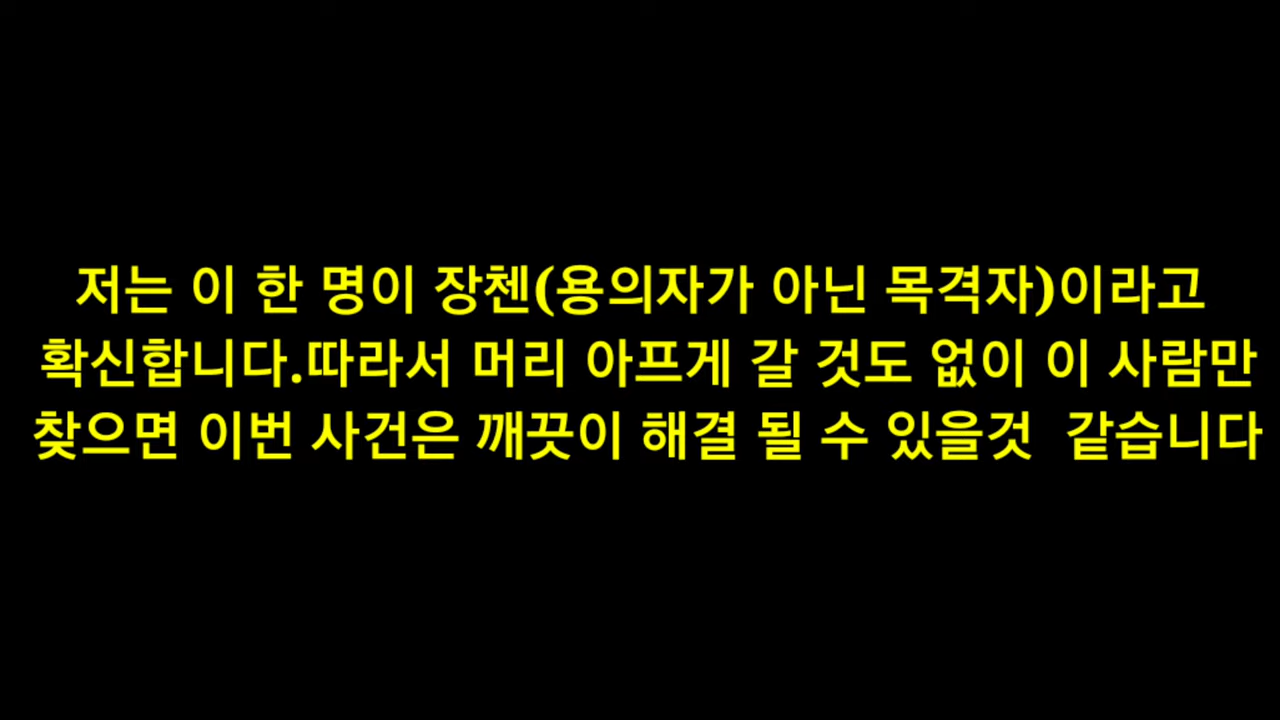 저는 이 한 명이 장첸(용의자가 아닌 목격자)이라고
확신합니다.따라서 머리 아프게 갈 것도 없이 이 사람만
찾으면 이번 사건은 깨끗이 해결 될 수 있을것  같습니다